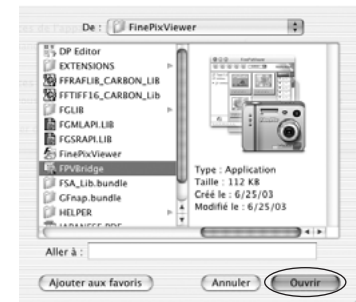 De : FinePixViewer
DP Editor
EXTENSIONS
FFRAFLIB_CARBON_LIB
FFTIFF16_CARBON_Lib
FGLIB
FGMLAPI.LIB
FGSRAPI.LIB
FinePixViewer
FPVBridge
FSA_Lib.bundle
GFnap.bundle
HELPER
JAPANESE.PDF
Type : Application
Taille : 112 KB
Créé le : 6/25/03
Modifié le : 6/25/03
Aller à :
Ajouter aux favoris
Annuler
Ouvrir